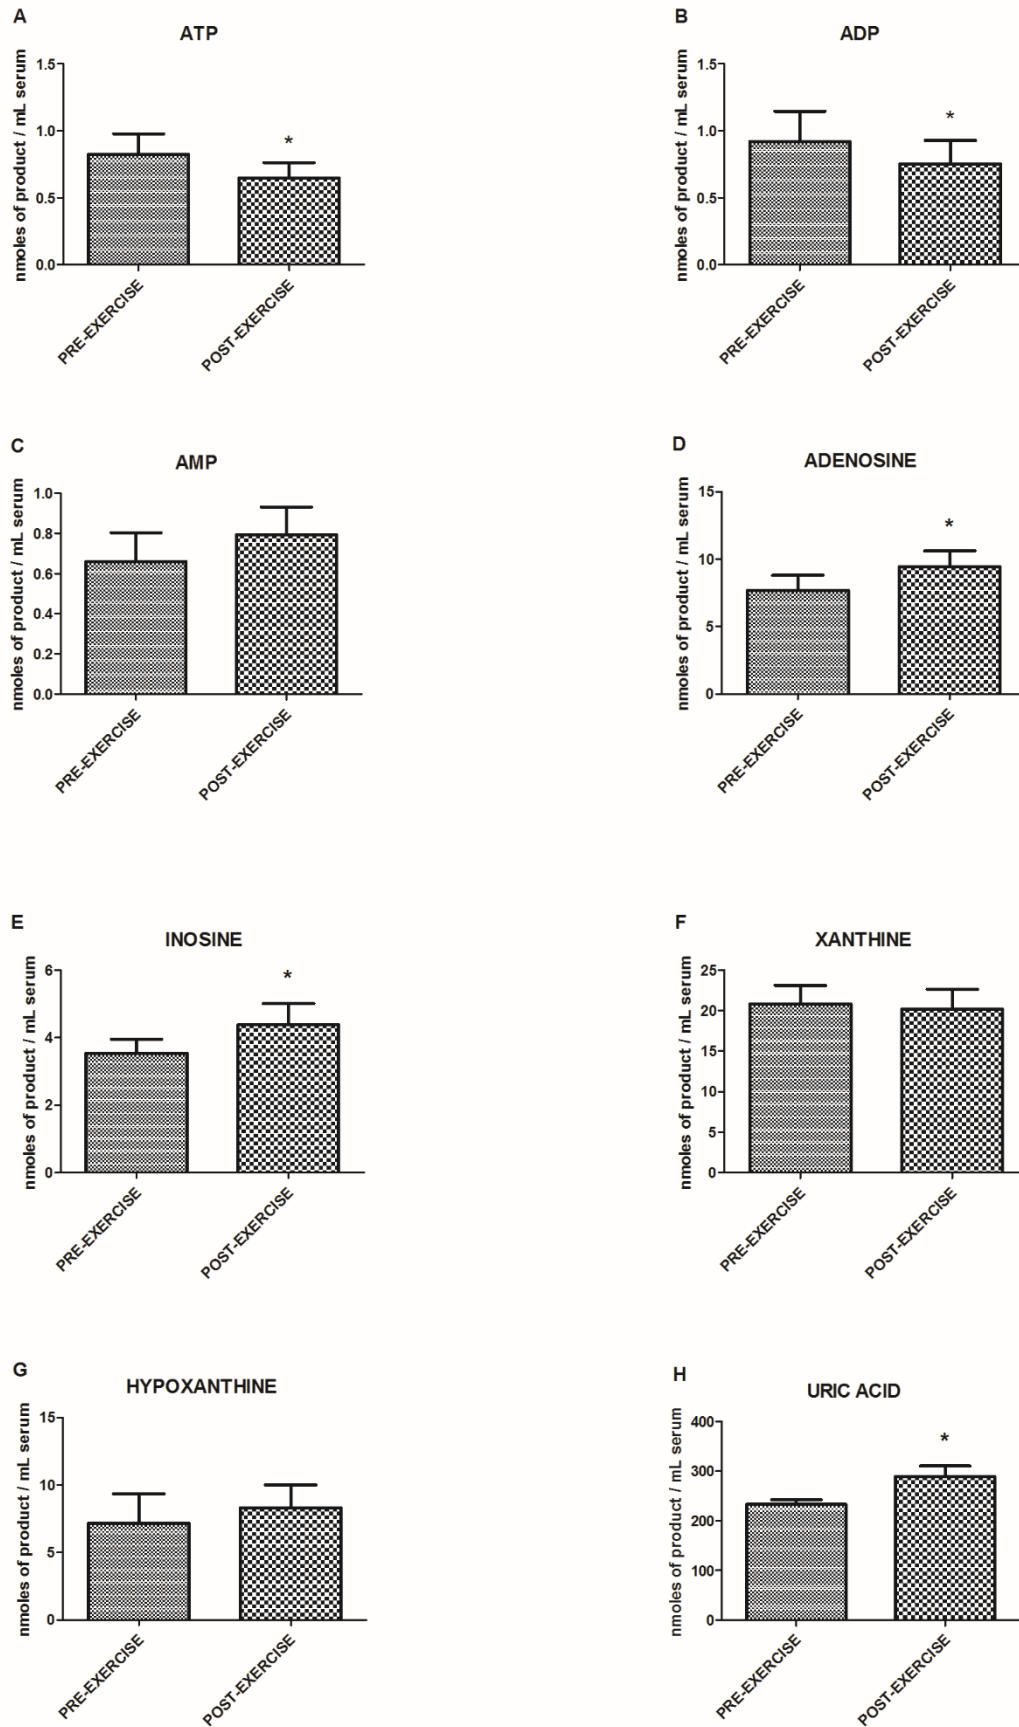 A
ATP
nmoles of product / mL serum
1.5
1.0
0.5
0.0
*
PRE-EXERCISE
POST-EXERCISE
B
ADP
nmoles of product / mL serum
1.5
1.0
0.5
0.0
*
PRE-EXERCISE
POST-EXERCISE
C
AMP
nmoles of product / mL serum
1.0
0.8
0.6
0.4
0.2
0.0
PRE-EXERCISE
POST-EXERCISE
D
ADENOSINE
nmoles of product / mL serum
15
10
5
0
*
PRE-EXERCISE
POST-EXERCISE
E
INOSINE
nmoles of product / mL serum
6
4
2
0
*
PRE-EXERCISE
POST-EXERCISE
F
XANTHINE
nmoles of product / mL serum
25
20
15
10
5
0
PRE-EXERCISE
POST-EXERCISE
G
HYPOXANTHINE
nmoles of product / mL serum
15
10
5
0
PRE-EXERCISE
POST-EXERCISE
H
URIC ACID
nmoles of product / mL serum
400
300
200
100
0
*
PRE-EXERCISE
POST-EXERCISE